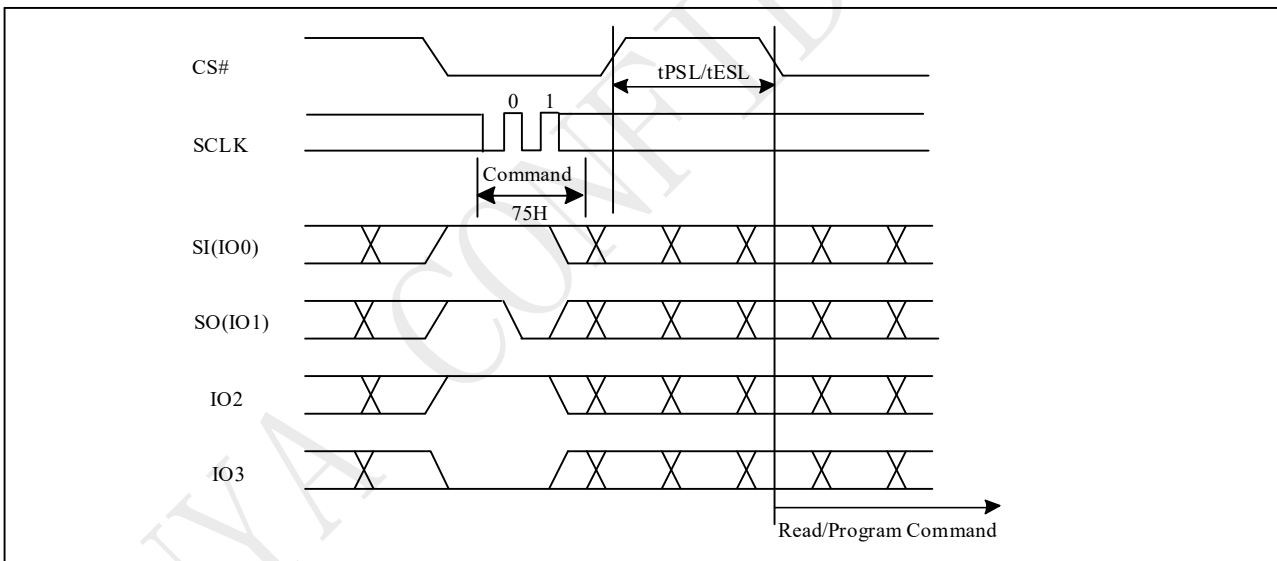 CS#
tPSL/tESL
0 1
SCLK
Command
75H
SI(IO0)
SO(IO1)
IO2
IO3
Read/Program Command